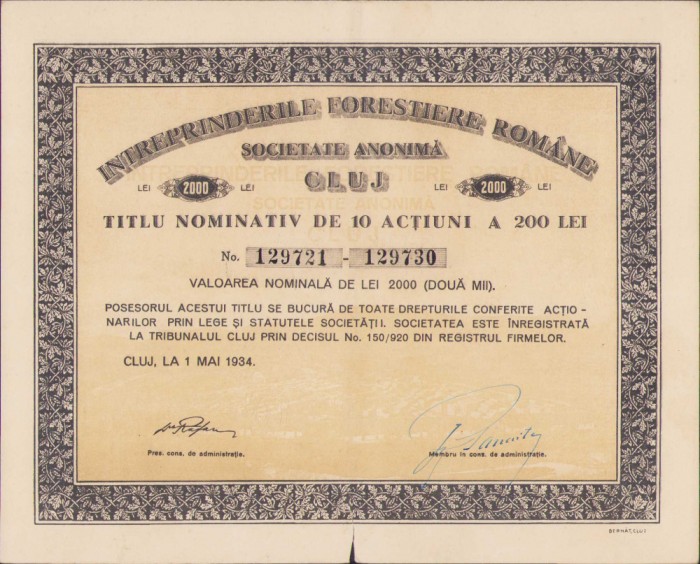 INTREPRINDERILE FORESTIERE ROMÂNE
SOCIETATE ANONIMĂ
CLUJ
LEI 2000 LEI
LEI 2000 LEI
TITLU NOMINATIV DE 10 ACȚIUNI A 200 LEI
No. 129721 - 129730
VALOAREA NOMINALĂ DE LEI 2000 (DOUĂ MII).
POSESORUL ACESTUI TITLU SE BUCURĂ DE TOATE DREPTURILE CONFERITE ACȚIO-
NARILOR PRIN LEGE ȘI STATUTELE SOCIETĂȚII. SOCIETATEA ESTE ÎNREGISTRATĂ
LA TRIBUNALUL CLUJ PRIN DECISUL No. 150/920 DIN REGISTRUL FIRMELOR.
CLUJ, LA 1 MAI 1934.
Pres. cons. de administrație.
Membru in cons. de administrație.
BERNAT, CLUJ